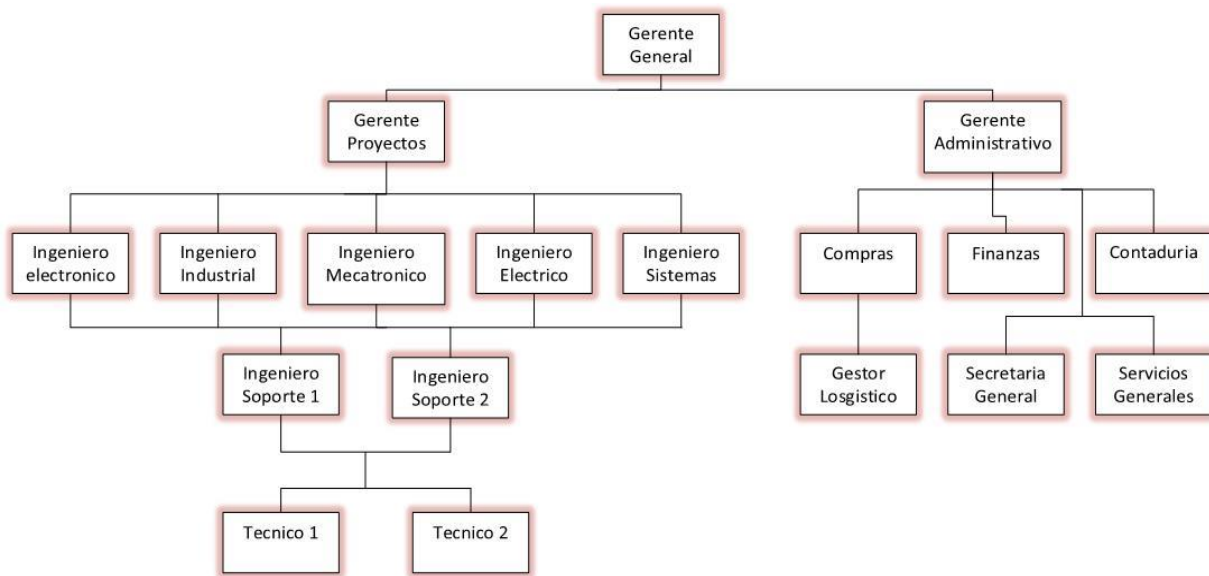 Gerente
General
Gerente
Proyectos
Gerente
Administrativo
Ingeniero
electronico
Ingeniero
Industrial
Ingeniero
Mecatronico
Ingeniero
Electrico
Ingeniero
Sistemas
Compras
Finanzas
Contaduria
Ingeniero
Soporte 1
Ingeniero
Soporte 2
Gestor
Losgistico
Secretaria
General
Servicios
Generales
Tecnico 1
Tecnico 2